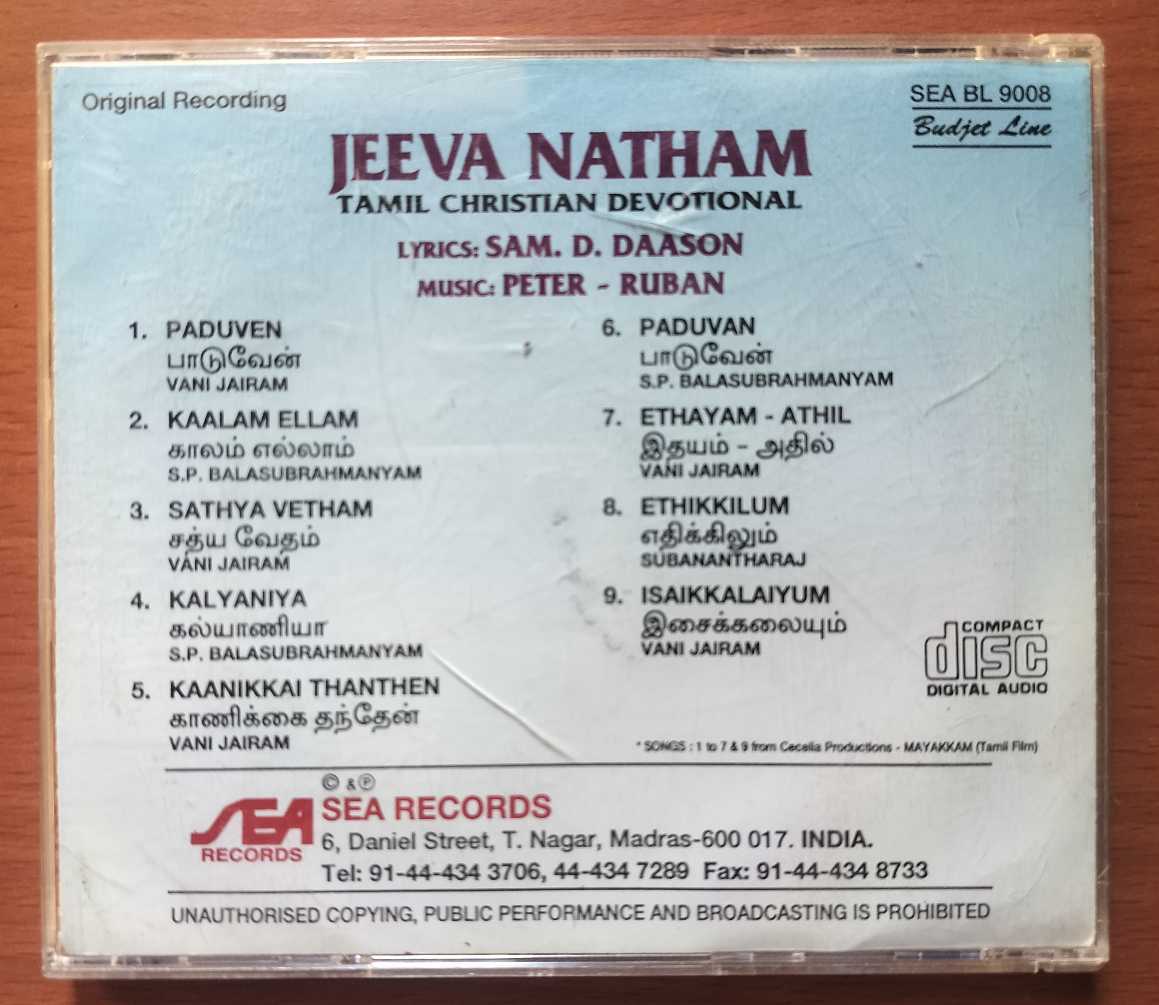 Original Recording
SEA BL 9008
Budjet Line
JEEVA NATHAM
TAMIL CHRISTIAN DEVOTIONAL
LYRICS: SAM. D. DAASON
MUSIC: PETER - RUBAN
1. PADUVEN
பாடுவேன்
VANI JAIRAM
2. KAALAM ELLAM
காலம் எல்லாம்
S.P. BALASUBRAHMANYAM
3. SATHYA VETHAM
சத்ய வேதம்
VANI JAIRAM
4. KALYANIYA
கல்யாணியா
S.P. BALASUBRAHMANYAM
5. KAANIKKAI THANTHEN
காணிக்கை தந்தேன்
VANI JAIRAM
6. PADUVAN
பாடுவேன்
S.P. BALASUBRAHMANYAM
7. ETHAYAM - ATHIL
இதயம் - அதில்
VANI JAIRAM
8. ETHIKKILUM
எதிக்கிலும்
SUBANANTHARAJ
9. ISAIKKALAIYUM
இசைக்கலையும்
VANI JAIRAM
COMPACT
disc
DIGITAL AUDIO
* SONGS : 1 to 7 & 9 from Cecelia Productions - MAYAKKAM (Tamil Film)
© & ℗
SEA RECORDS
SEA
RECORDS
6, Daniel Street, T. Nagar, Madras-600 017. INDIA.
Tel: 91-44-434 3706, 44-434 7289 Fax: 91-44-434 8733
UNAUTHORISED COPYING, PUBLIC PERFORMANCE AND BROADCASTING IS PROHIBITED